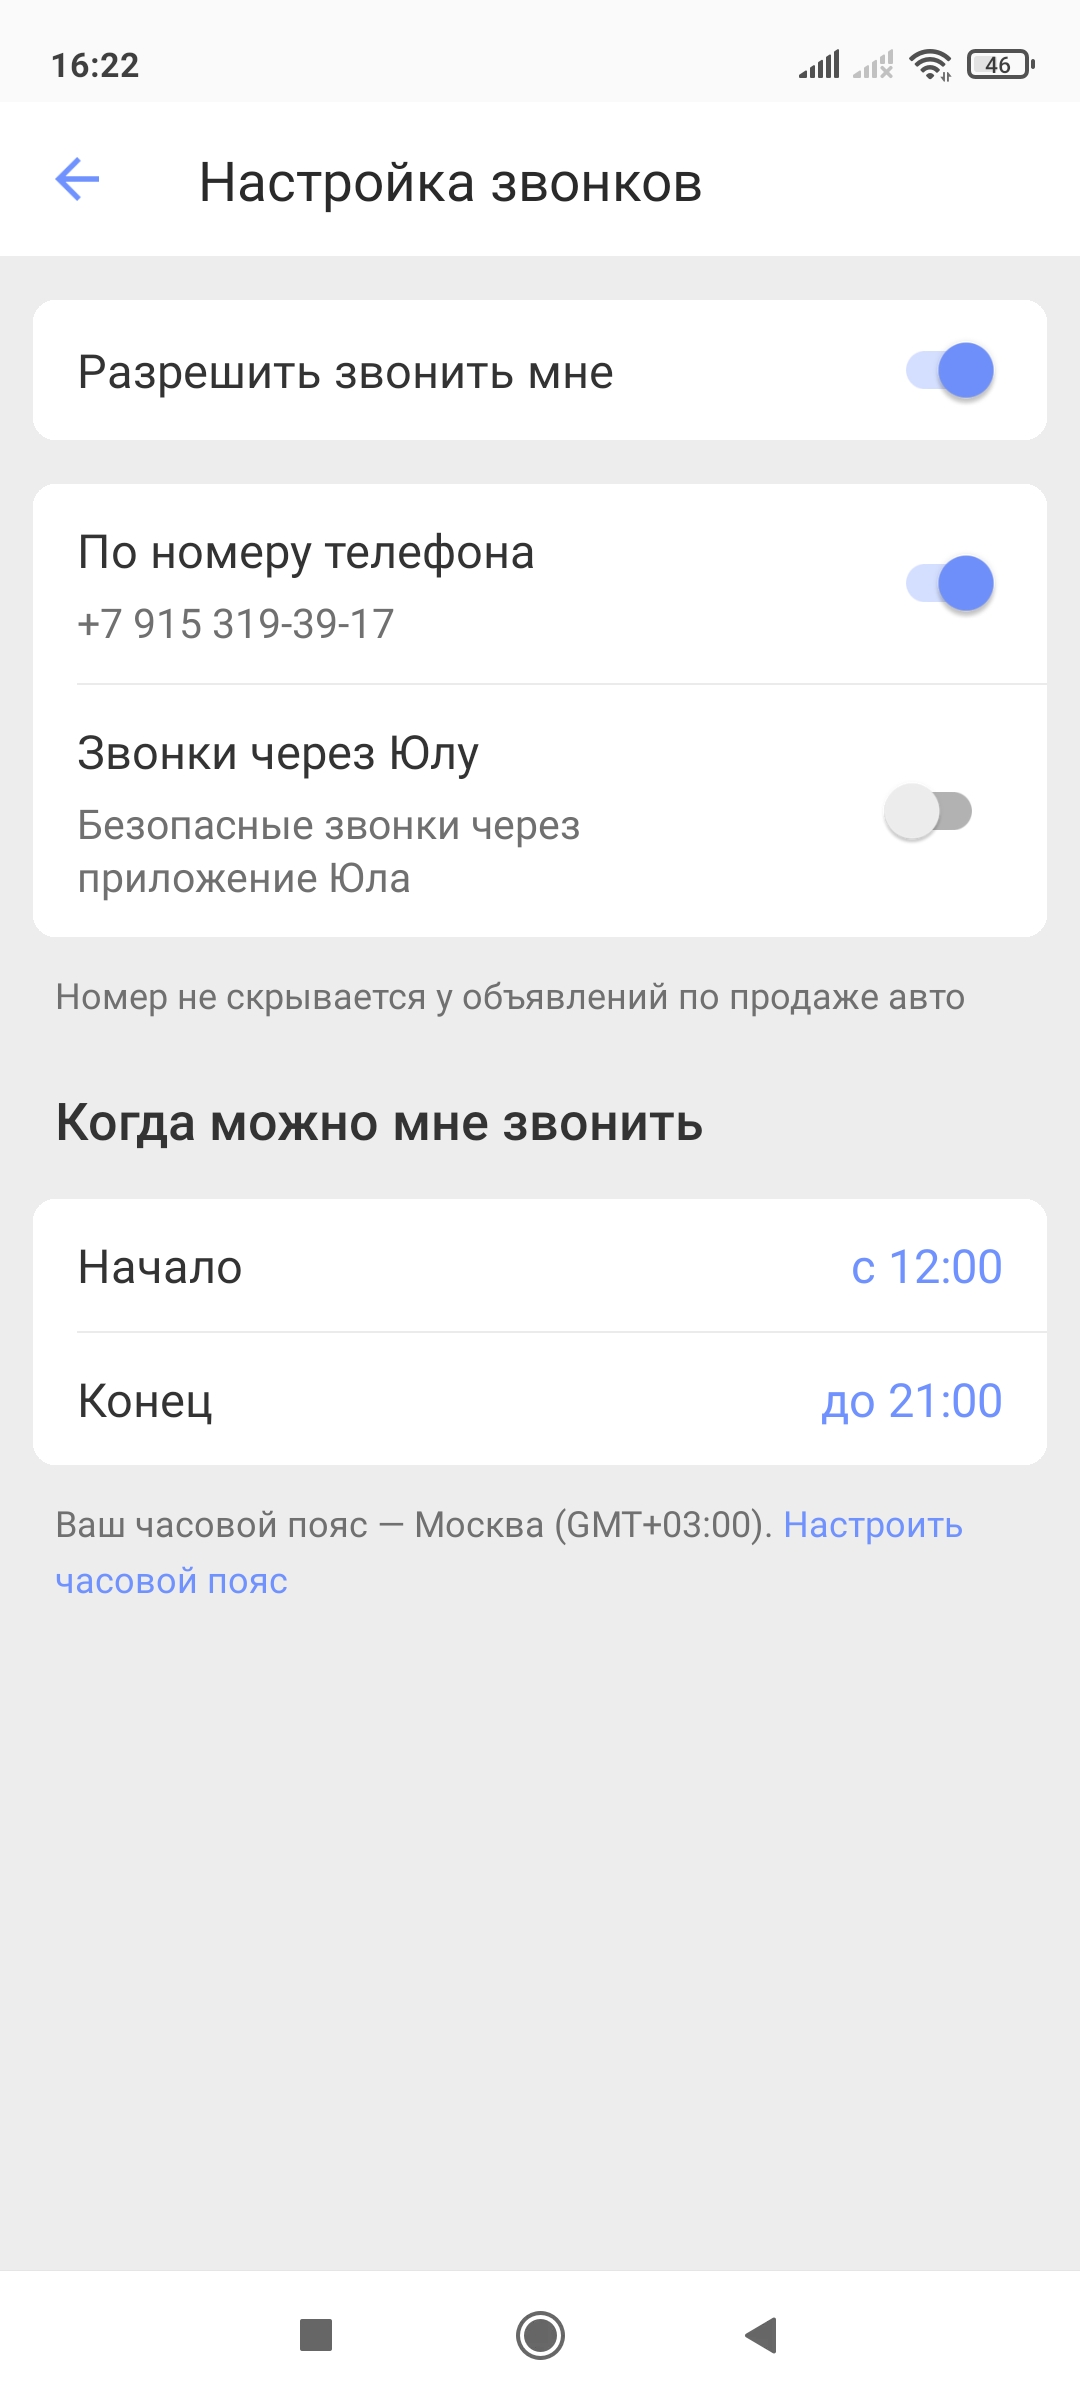 16:22
46
Настройка звонков
Разрешить звонить мне
По номеру телефона
+7 915 319-39-17
Звонки через Юлу
Безопасные звонки через
приложение Юла
Номер не скрывается у объявлений по продаже авто
Когда можно мне звонить
Начало с 12:00
Конец до 21:00
Ваш часовой пояс — Москва (GMT+03:00). Настроить
часовой пояс